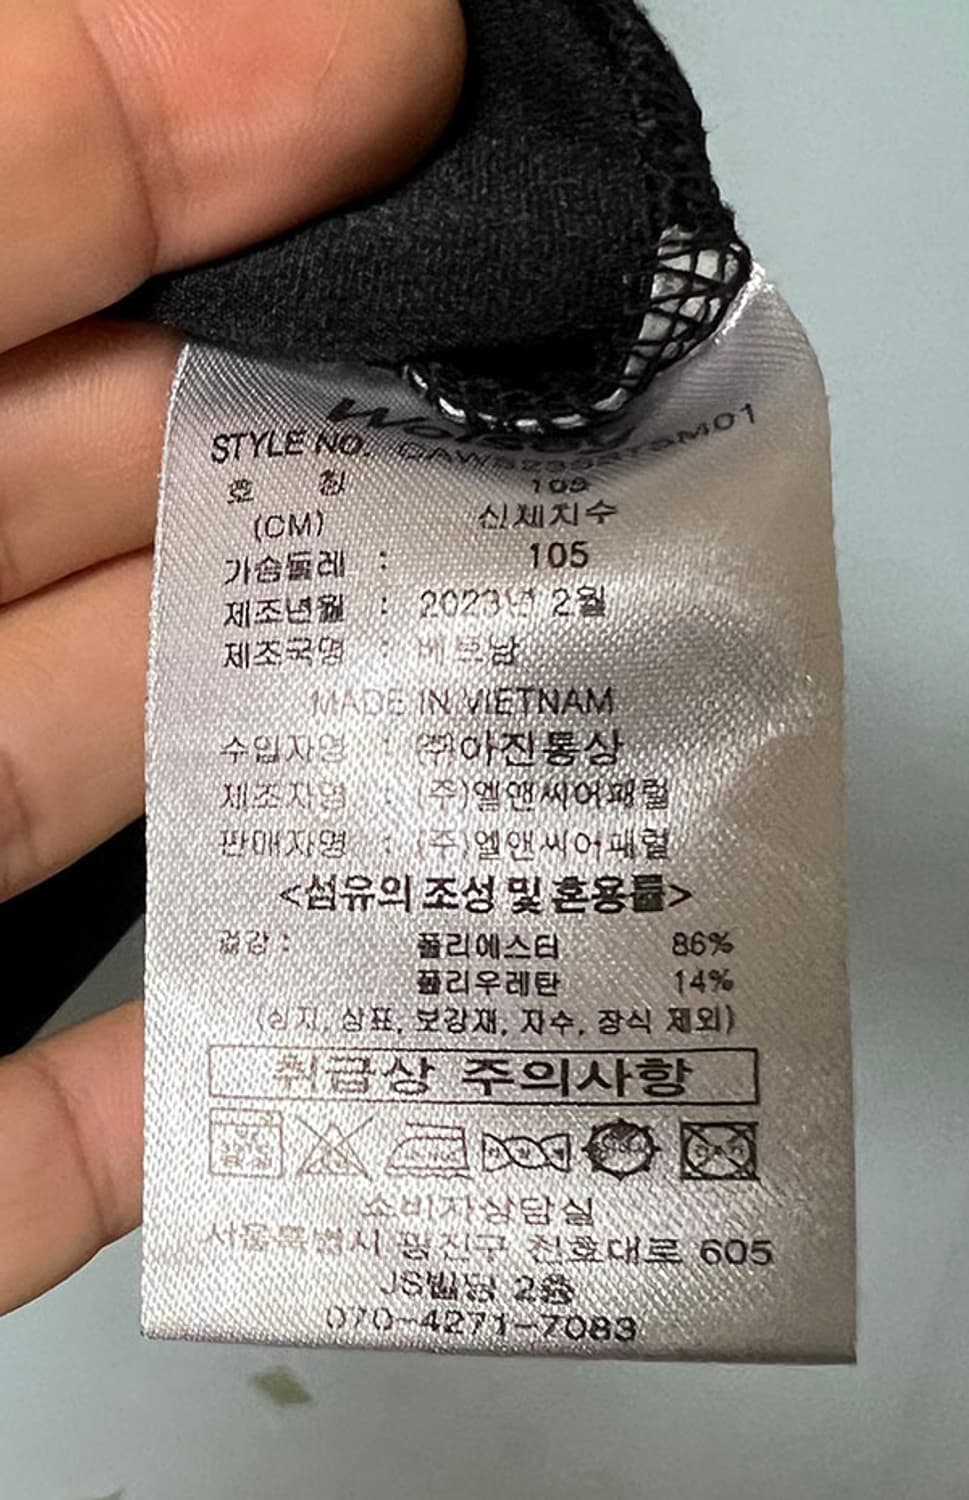 Wolsey
STYLE NO.
호 칭 105
(CM) 신체치수
가슴둘레 : 105
제조년월 : 2023년 2월
제조국명 : 베트남
MADE IN VIETNAM
수입자명 : (주)아진통상
제조자명 : (주)엘앤씨어패럴
판매자명 : (주)엘앤씨어패럴
<섬유의 조성 및 혼용률>
겉감 : 폴리에스터 86%
폴리우레탄 14%
(심지, 상표, 보강재, 자수, 장식 제외)
취급상 주의사항
소비자상담실
서울특별시 광진구 천호대로 605
JS빌딩 2층
070-4271-7083